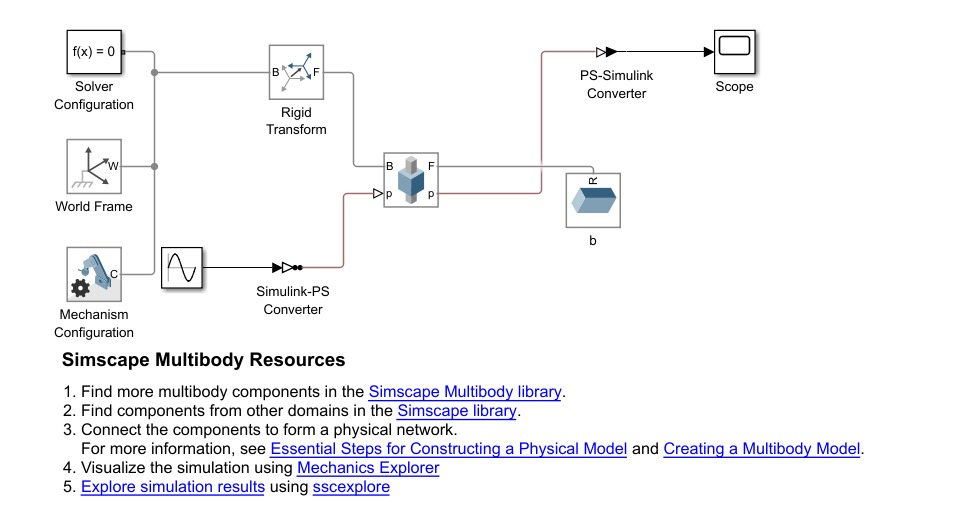 f(x) = 0
Solver
Configuration
B
F
Rigid
Transform
PS-Simulink
Converter
Scope
W
World Frame
B
F
p
p
R
b
C
Mechanism
Configuration
Simulink-PS
Converter
Simscape Multibody Resources
1. Find more multibody components in the Simscape Multibody library.
2. Find components from other domains in the Simscape library.
3. Connect the components to form a physical network.
For more information, see Essential Steps for Constructing a Physical Model and Creating a Multibody Model.
4. Visualize the simulation using Mechanics Explorer
5. Explore simulation results using sscexplore